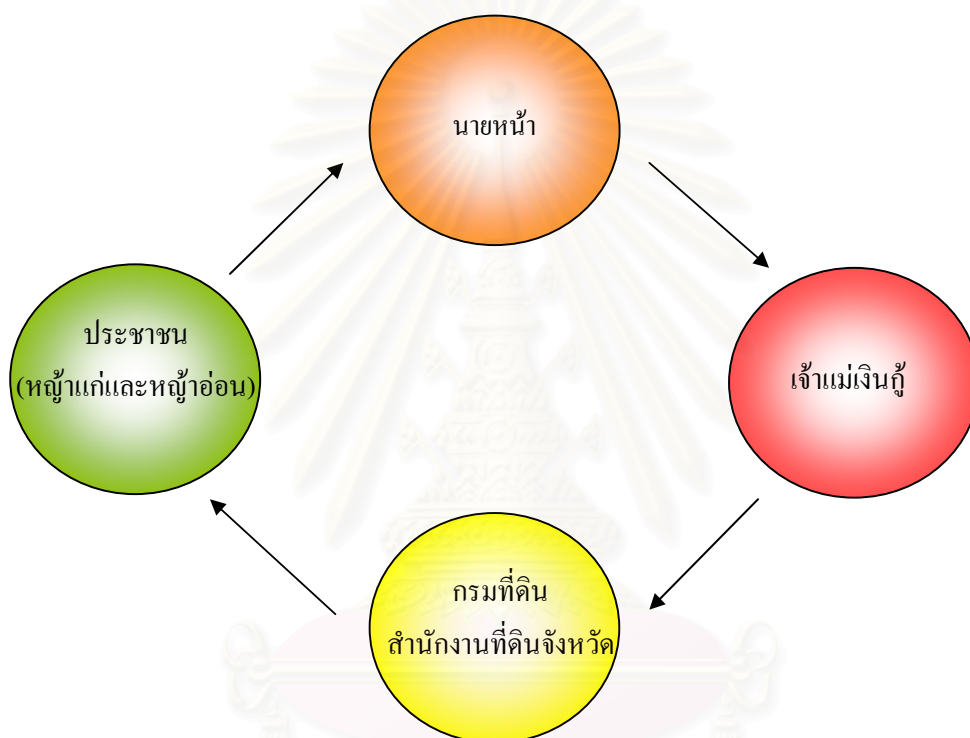 นายหน้า
ประชาชน
(หญ้าแก่และหญ้าอ่อน)
เจ้าแม่เงินกู้
กรมที่ดิน
สำนักงานที่ดินจังหวัด